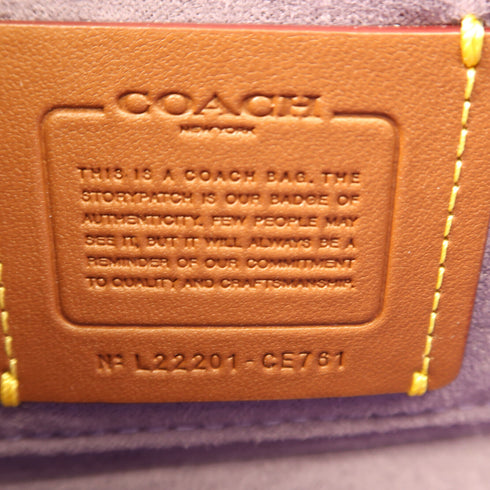 COACH
NEW YORK
THIS IS A COACH BAG. THE
STORYPATCH IS OUR BADGE OF
AUTHENTICITY. FEW PEOPLE MAY
SEE IT, BUT IT WILL ALWAYS BE A
REMINDER OF OUR COMMITMENT
TO QUALITY AND CRAFTSMANSHIP.
Nº L22201-CE761